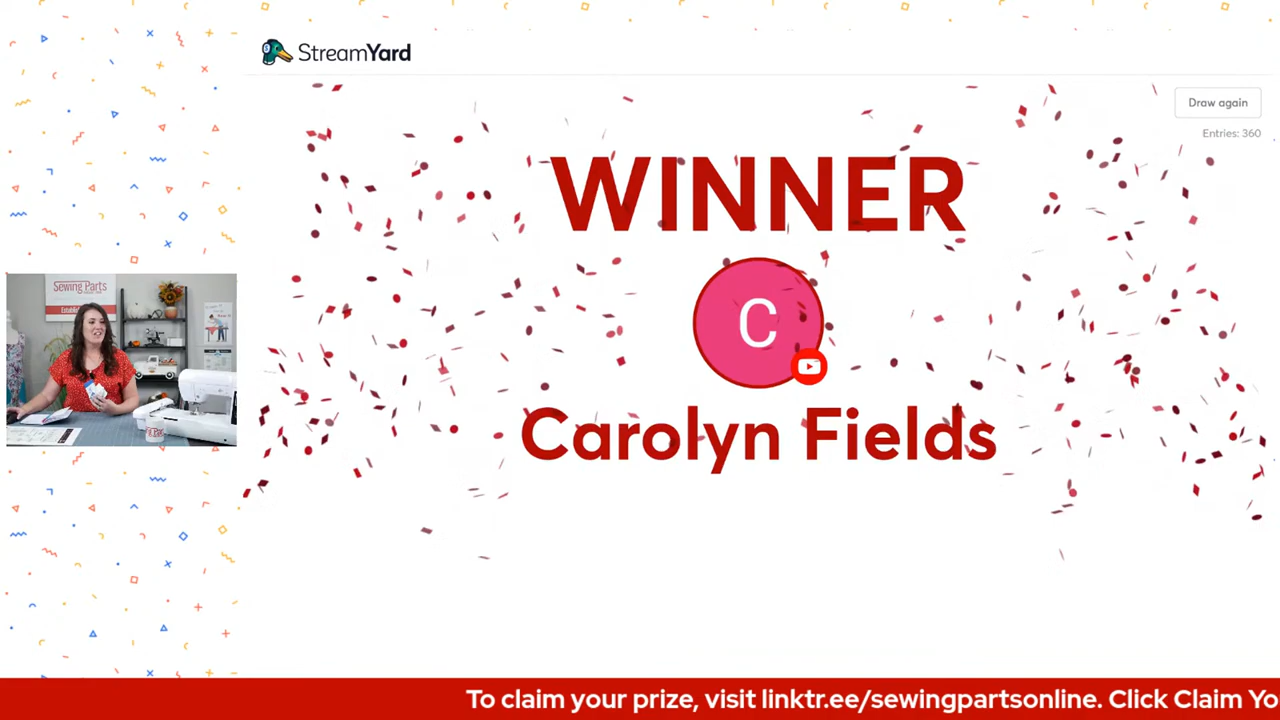 StreamYard
Draw again
Entries: 360
WINNER
C
Carolyn Fields
Sewing Parts
To claim your prize, visit linktr.ee/sewingpartsonline. Click Claim Yo